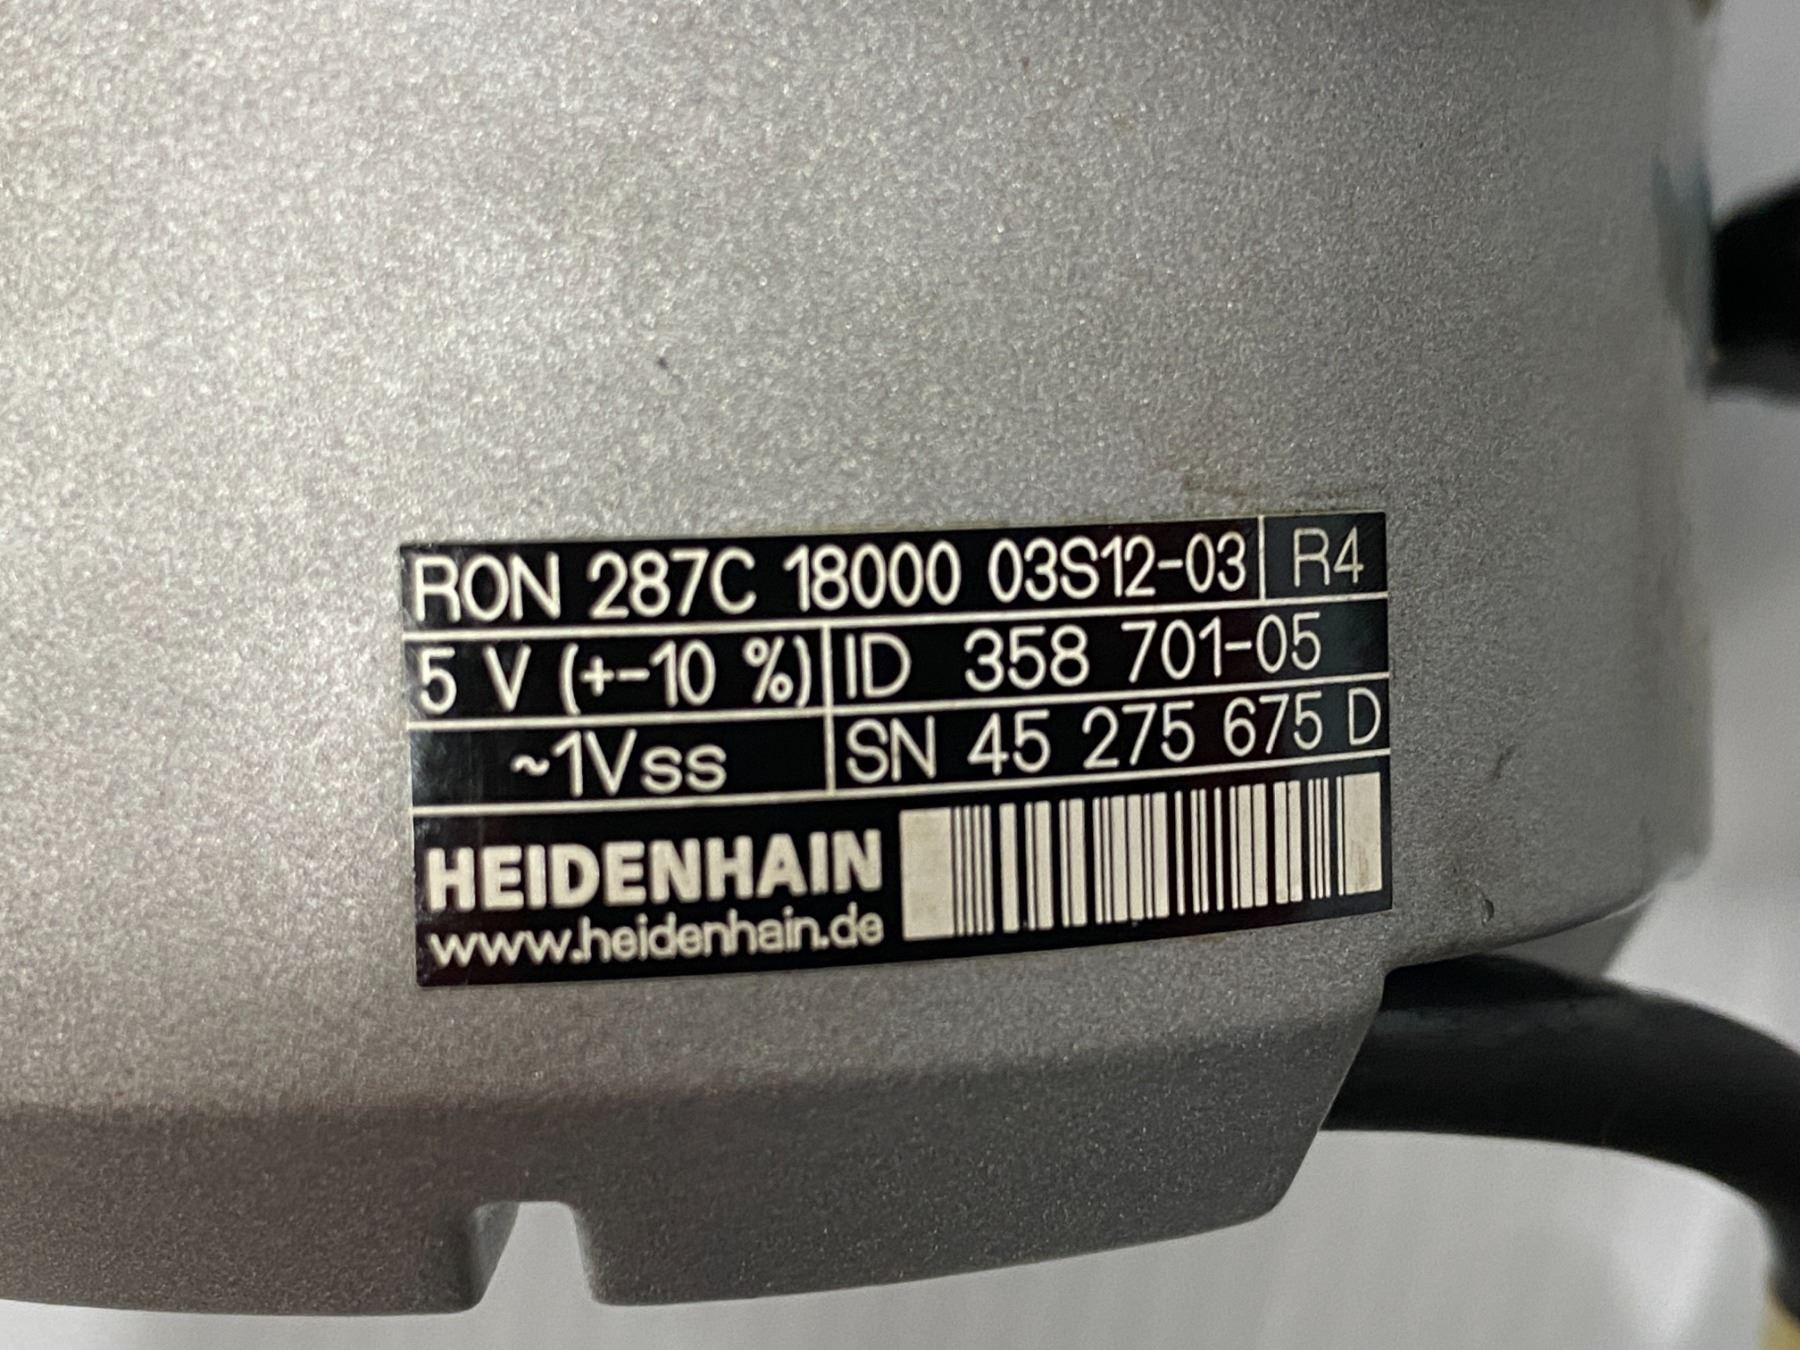 RON 287C 18000 03S12-03 R4
5 V (+-10 %) ID 358 701-05
~1Vss SN 45 275 675 D
HEIDENHAIN
www.heidenhain.de